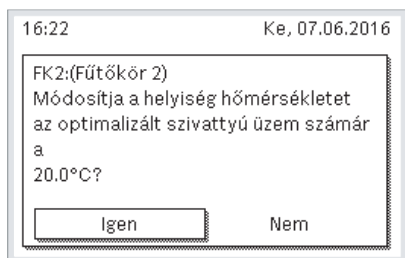 16:22 Ke, 07.06.2016
FK2:(Fűtőkör 2)
Módosítja a helyiség hőmérsékletet
az optimalizált szivattyú üzem számár
a
20.0°C?
Igen Nem